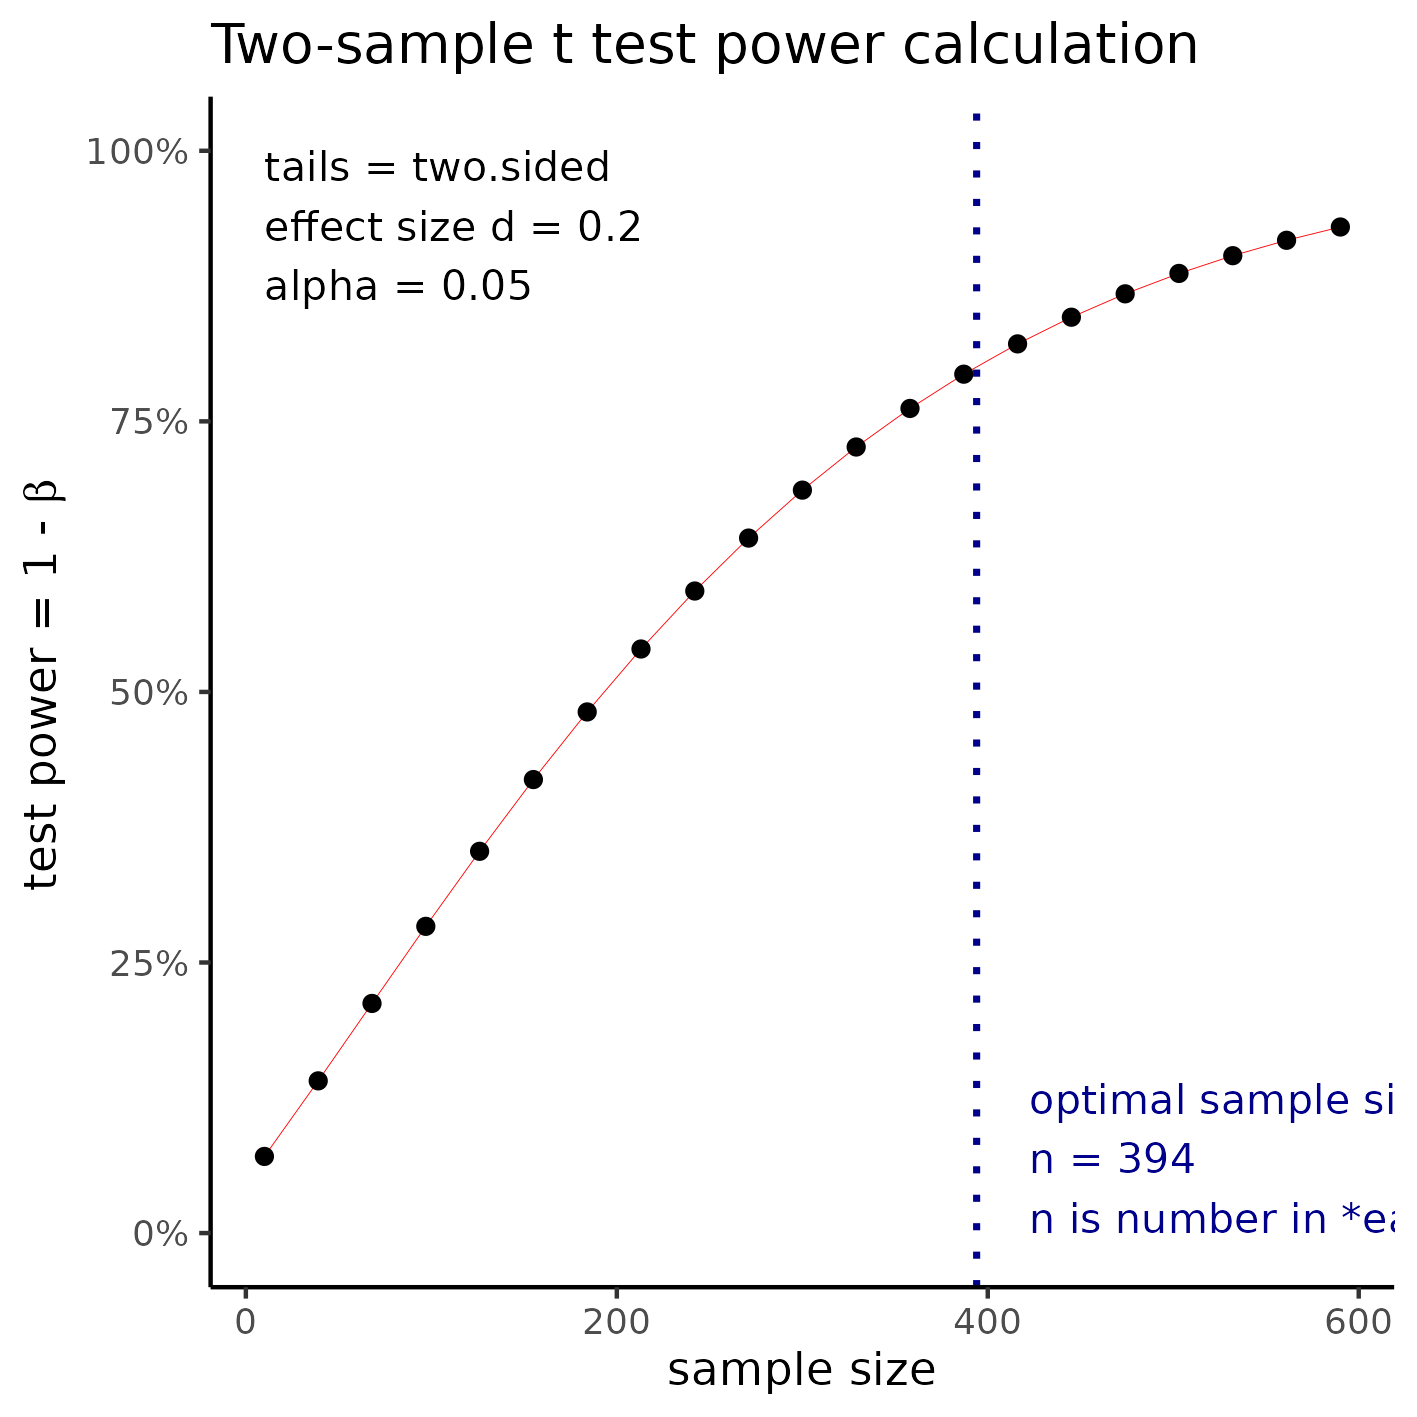 Two-sample t test power calculation
tails = two.sided
effect size d = 0.2
alpha = 0.05
100%
75%
50%
25%
0%
test power = 1 - β
optimal sample si
n = 394
n is number in *ea
0
200
400
600
sample size